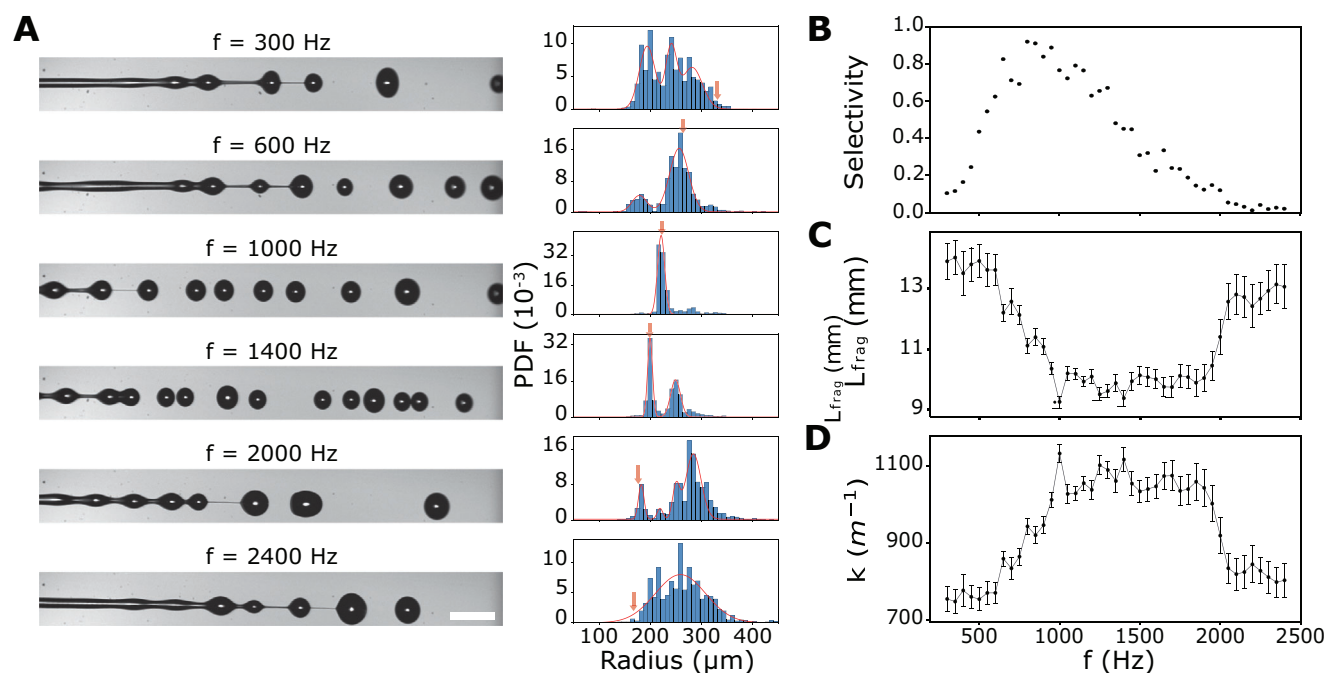 A
f = 300 Hz
f = 600 Hz
f = 1000 Hz
f = 1400 Hz
f = 2000 Hz
f = 2400 Hz
PDF (10⁻³)
10
5
0
16
8
0
32
16
0
32
16
0
16
8
0
10
5
0
100 200 300 400
Radius (μm)
B
Selectivity
1.0
0.8
0.6
0.4
0.2
0.0
C
Lfrag (mm)
Lfrag (mm)
13
11
9
D
k (m⁻¹)
1100
900
700
500 1000 1500 2000 2500
f (Hz)